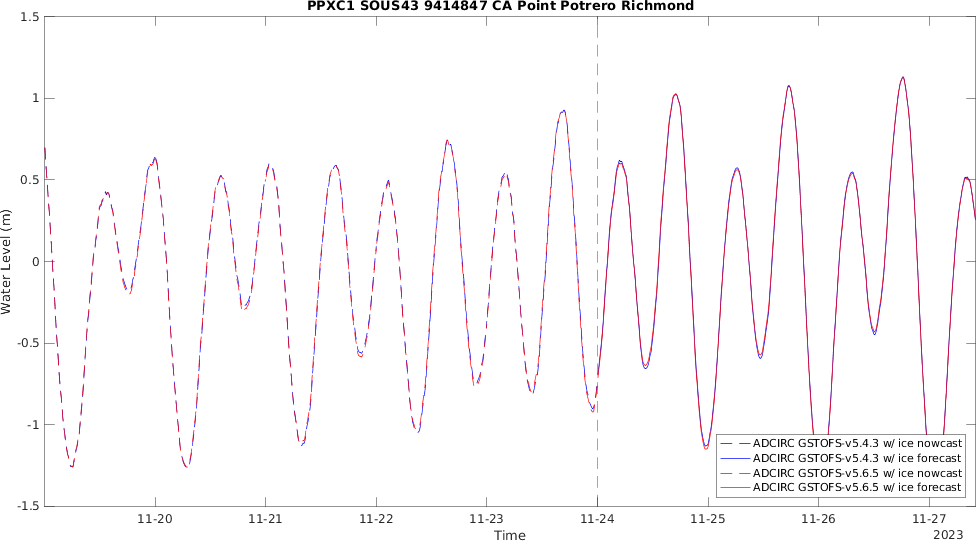 PPXC1 SOUS43 9414847 CA Point Potrero Richmond
1.5
1
0.5
0
-0.5
-1
-1.5
Water Level (m)
11-20
11-21
11-22
11-23
11-24
11-25
11-26
11-27
Time
2023
ADCIRC GSTOFS-v5.4.3 w/ ice nowcast
ADCIRC GSTOFS-v5.4.3 w/ ice forecast
ADCIRC GSTOFS-v5.6.5 w/ ice nowcast
ADCIRC GSTOFS-v5.6.5 w/ ice forecast